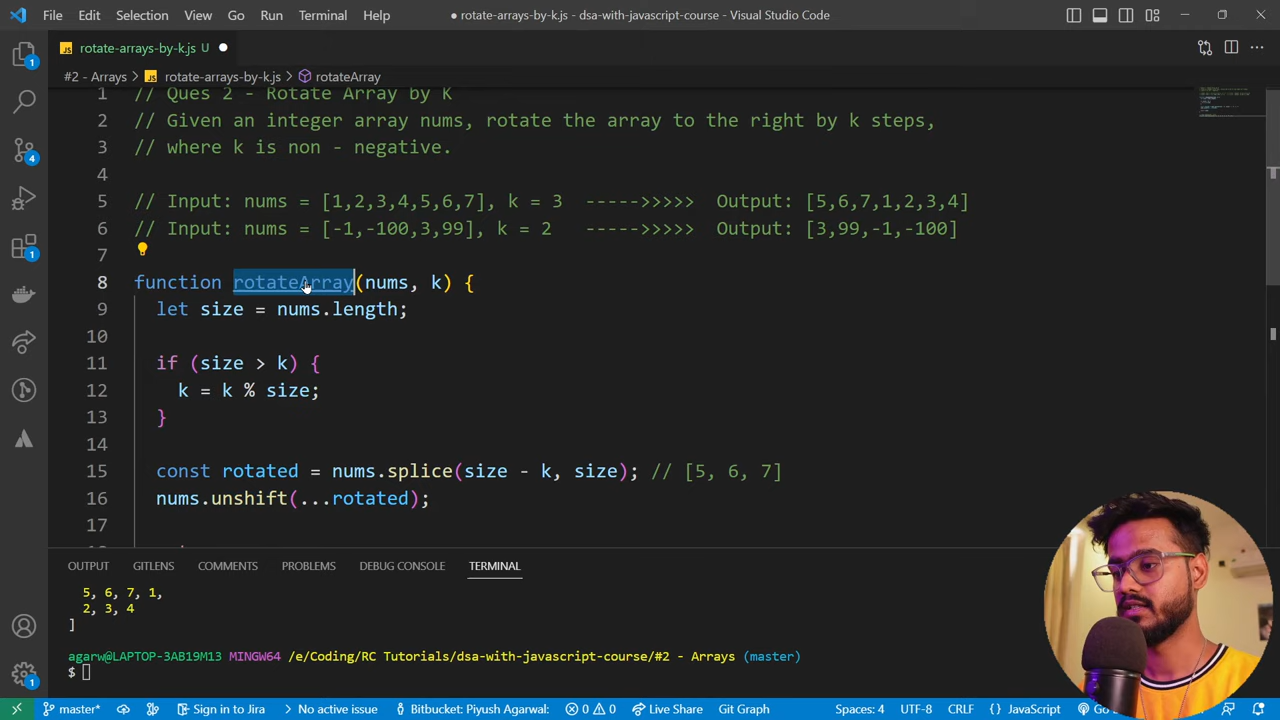 File Edit Selection View Go Run Terminal Help
● rotate-arrays-by-k.js - dsa-with-javascript-course - Visual Studio Code
JS rotate-arrays-by-k.js U ●
#2 - Arrays > JS rotate-arrays-by-k.js > rotateArray
1 // Ques 2 - Rotate Array by K
2 // Given an integer array nums, rotate the array to the right by k steps,
3 // where k is non - negative.
4
5 // Input: nums = [1,2,3,4,5,6,7], k = 3 ----->>>>> Output: [5,6,7,1,2,3,4]
6 // Input: nums = [-1,-100,3,99], k = 2 ----->>>>> Output: [3,99,-1,-100]
7
8 function rotateArray(nums, k) {
9 let size = nums.length;
10
11 if (size > k) {
12 k = k % size;
13 }
14
15 const rotated = nums.splice(size - k, size); // [5, 6, 7]
16 nums.unshift(...rotated);
17
OUTPUT GITLENS COMMENTS PROBLEMS DEBUG CONSOLE TERMINAL
5, 6, 7, 1,
2, 3, 4
]
agarw@LAPTOP-3AB19M13 MINGW64 /e/Coding/RC Tutorials/dsa-with-javascript-course/#2 - Arrays (master)
$
1
4
1
1
master* Sign in to Jira No active issue Bitbucket: Piyush Agarwal: 0 0 Live Share Git Graph Spaces: 4 UTF-8 CRLF {} JavaScript Go